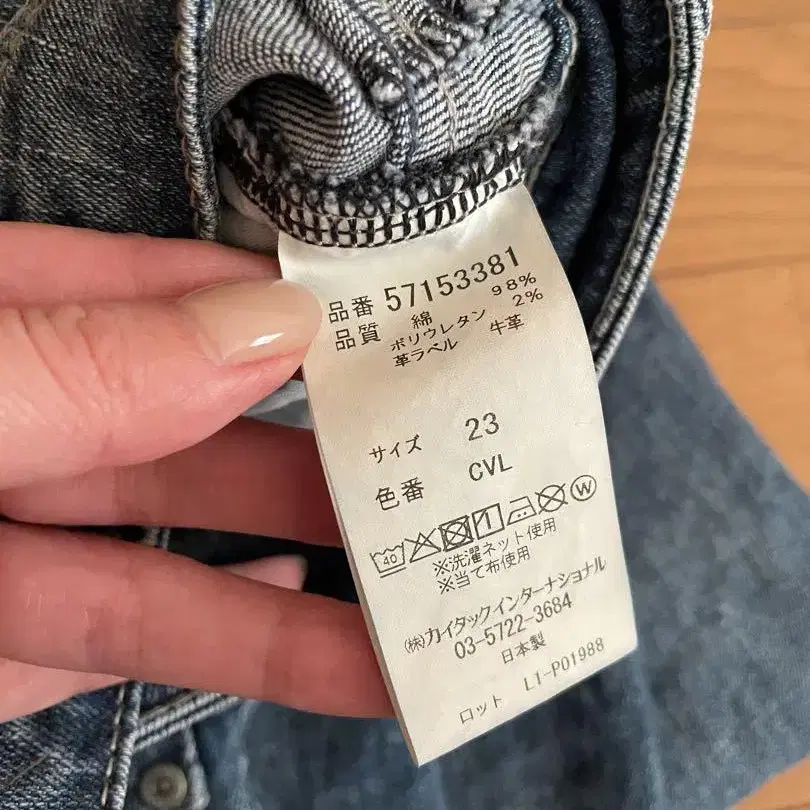 品番 57153381
品質 綿 98%
ポリウレタン 2%
革ラベル 牛革
サイズ 23
色番 CVL
40 W
※洗濯ネット使用
※当て布使用
(株)カイタックインターナショナル
03-5722-3684
日本製
ロット L1-P01988